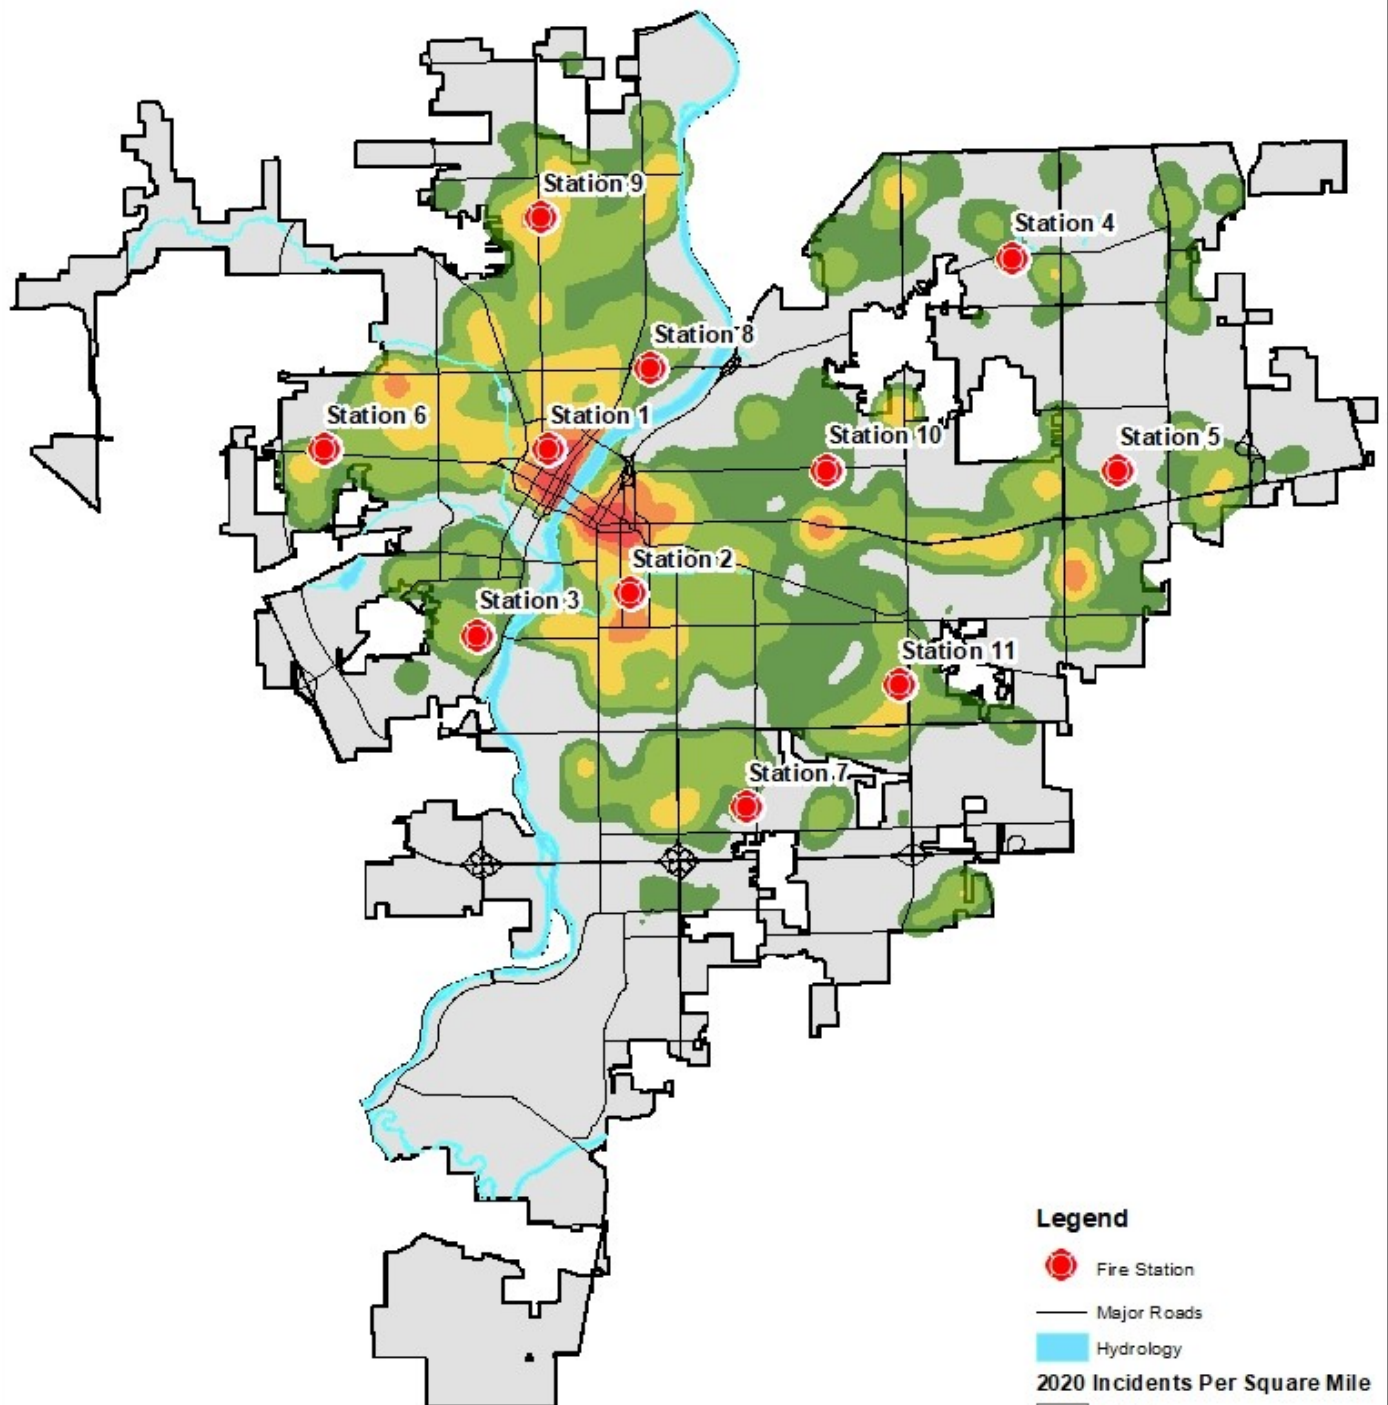 Station 9
Station 4
Station 8
Station 6
Station 1
Station 10
Station 5
Station 2
Station 3
Station 11
Station 7
Legend
Fire Station
Major Roads
Hydrology
2020 Incidents Per Square Mile